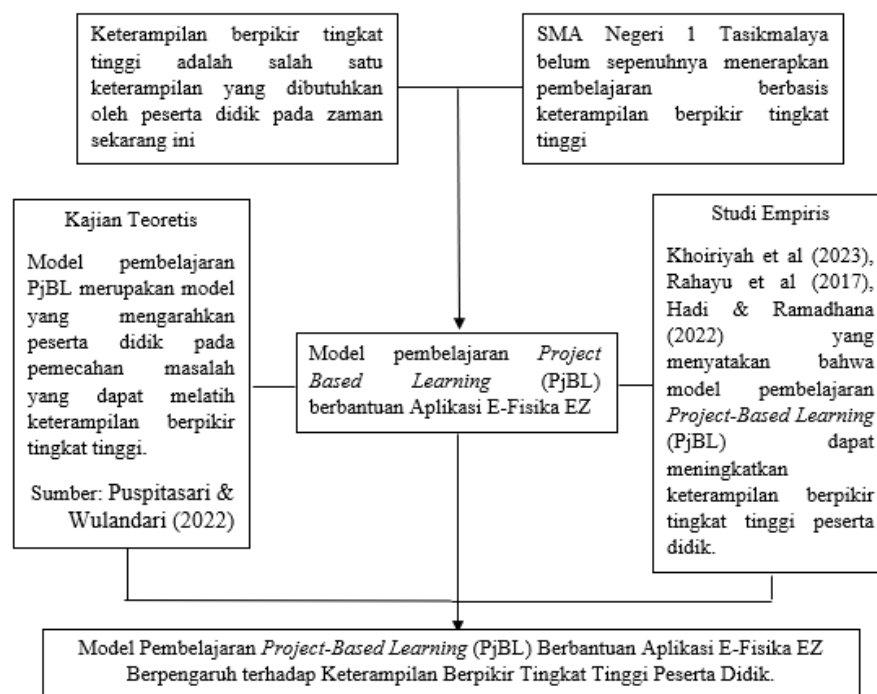 Keterampilan berpikir tingkat
tinggi adalah salah satu
keterampilan yang dibutuhkan
oleh peserta didik pada zaman
sekarang ini
SMA Negeri 1 Tasikmalaya
belum sepenuhnya menerapkan
pembelajaran berbasis
keterampilan berpikir tingkat
tinggi
Kajian Teoretis
Model pembelajaran
PjBL merupakan model
yang mengarahkan
peserta didik pada
pemecahan masalah
yang dapat melatih
keterampilan berpikir
tingkat tinggi.
Sumber: Puspitasari &
Wulandari (2022)
Model pembelajaran Project
Based Learning (PjBL)
berbantuan Aplikasi E-Fisika EZ
Studi Empiris
Khoiriyah et al (2023),
Rahayu et al (2017),
Hadi & Ramadhana
(2022) yang
menyatakan bahwa
model pembelajaran
Project-Based Learning
(PjBL) dapat
meningkatkan
keterampilan berpikir
tingkat tinggi peserta
didik.
Model Pembelajaran Project-Based Learning (PjBL) Berbantuan Aplikasi E-Fisika EZ
Berpengaruh terhadap Keterampilan Berpikir Tingkat Tinggi Peserta Didik.